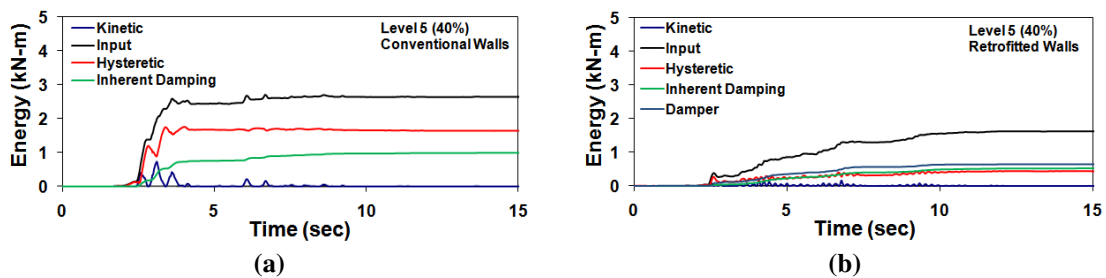 5
4
3
2
1
0
Energy (kN-m)
Kinetic
Input
Hysteretic
Inherent Damping
Level 5 (40%)
Conventional Walls
0
5
10
15
Time (sec)
(a)
5
4
3
2
1
0
Energy (kN-m)
Kinetic
Input
Hysteretic
Inherent Damping
Damper
Level 5 (40%)
Retrofitted Walls
0
5
10
15
Time (sec)
(b)